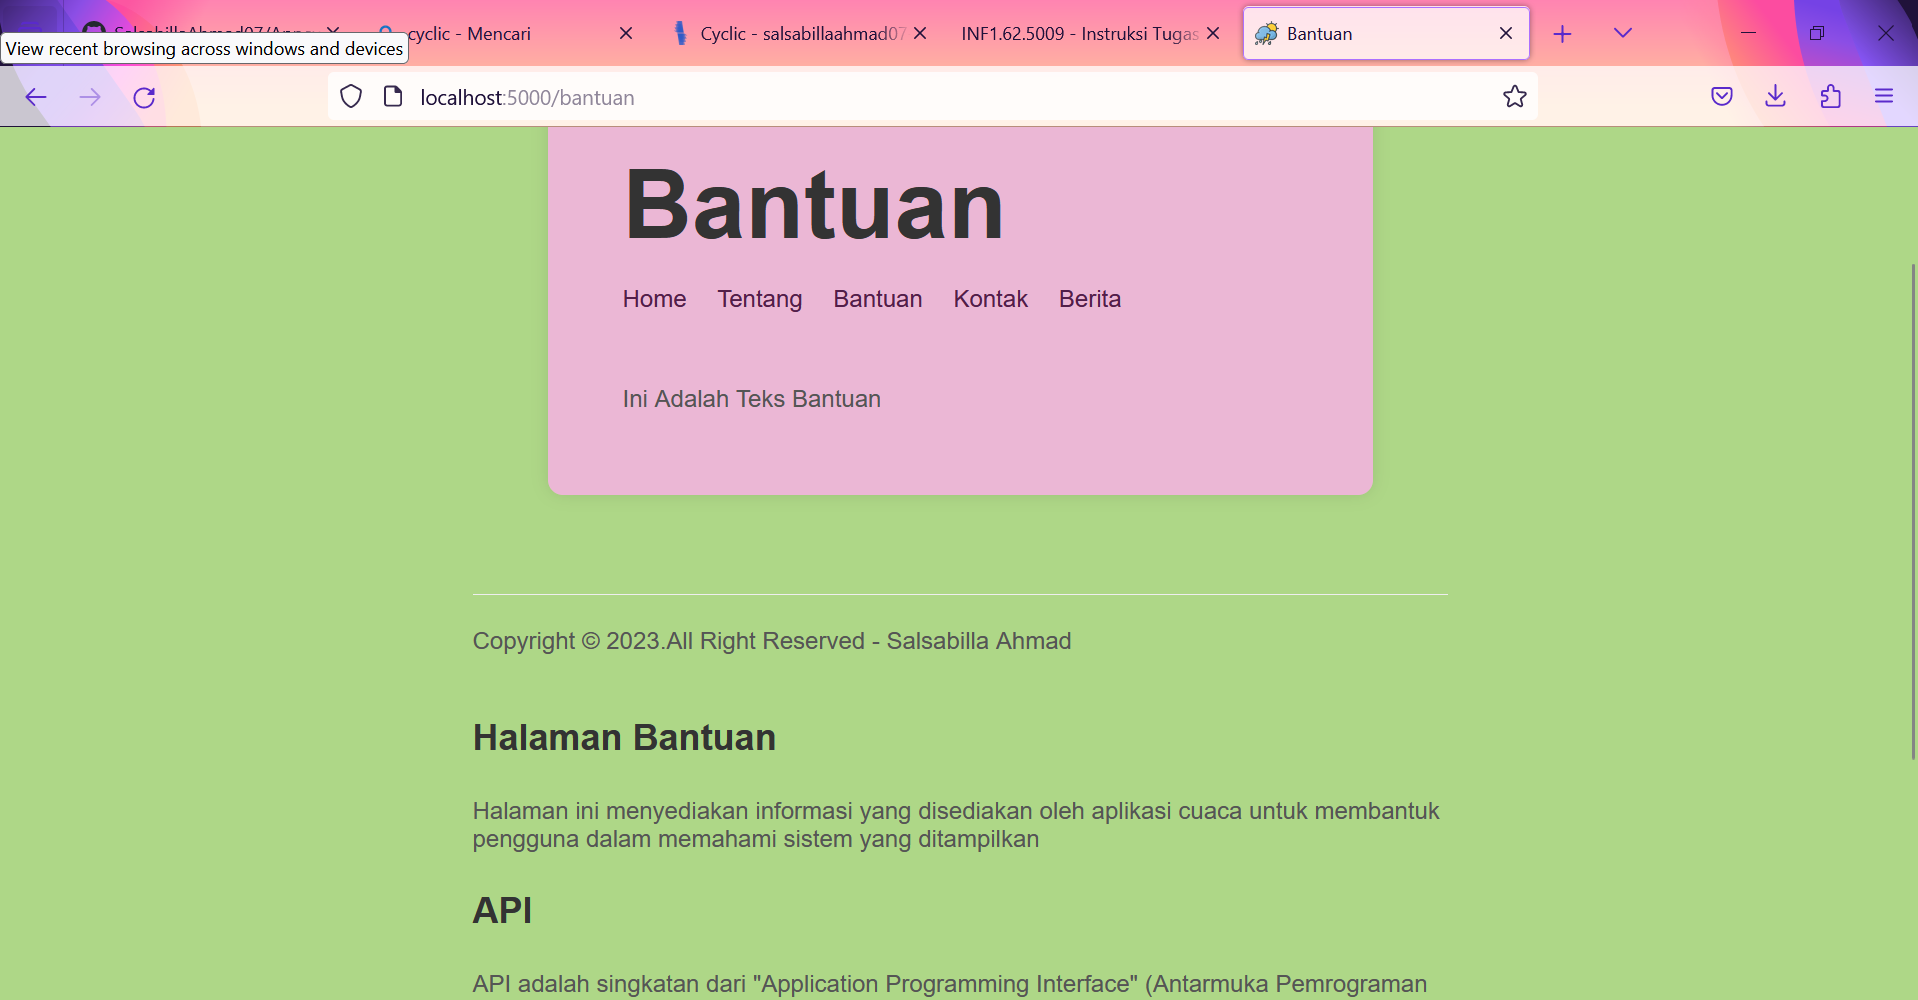 View recent browsing across windows and devices
cyclic - Mencari
Cyclic - salsabillaahmad07
INF1.62.5009 - Instruksi Tugas
Bantuan
localhost:5000/bantuan
Bantuan
Home Tentang Bantuan Kontak Berita
Ini Adalah Teks Bantuan
Copyright © 2023.All Right Reserved - Salsabilla Ahmad
Halaman Bantuan
Halaman ini menyediakan informasi yang disediakan oleh aplikasi cuaca untuk membantuk
pengguna dalam memahami sistem yang ditampilkan
API
API adalah singkatan dari "Application Programming Interface" (Antarmuka Pemrograman